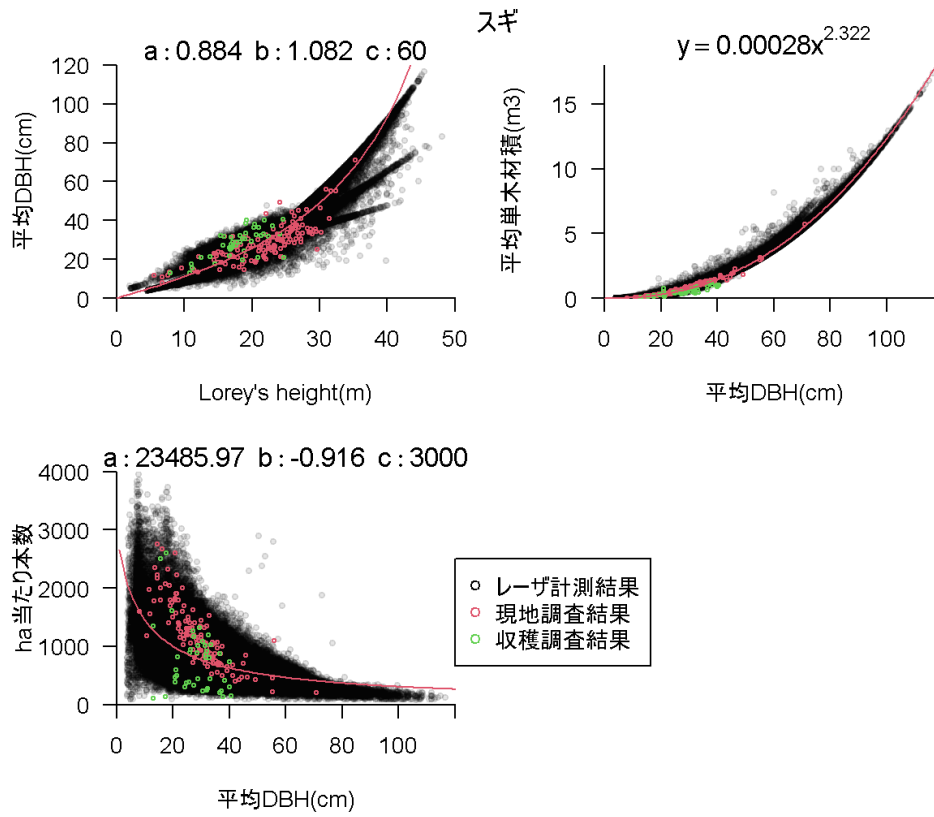 スギ
a : 0.884 b : 1.082 c : 60
平均DBH(cm)
120
100
80
60
40
20
0
0 10 20 30 40 50
Lorey's height(m)
y = 0.00028x^2.322
平均単木材積(m3)
15
10
5
0
0 20 40 60 80 100
平均DBH(cm)
a : 23485.97 b : -0.916 c : 3000
ha当たり本数
4000
3000
2000
1000
0
0 20 40 60 80 100
平均DBH(cm)
レーザ計測結果
現地調査結果
収穫調査結果